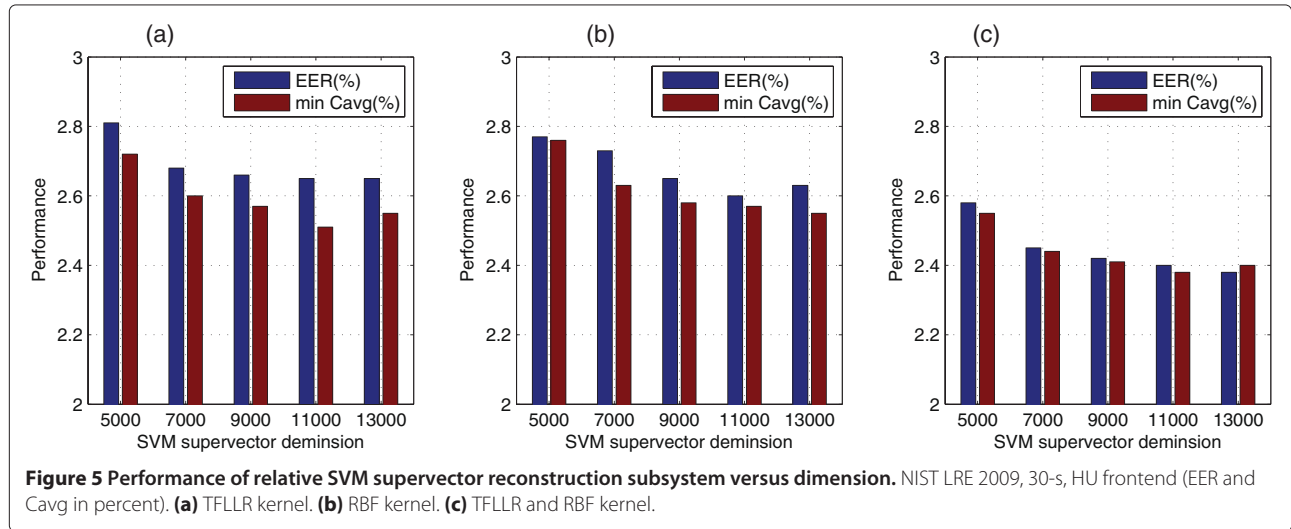 (a)
3
2.8
2.6
2.4
2.2
2
Performance
EER(%)
min Cavg(%)
5000 7000 9000 11000 13000
SVM supervector deminsion
(b)
3
2.8
2.6
2.4
2.2
2
Performance
EER(%)
min Cavg(%)
5000 7000 9000 11000 13000
SVM supervector deminsion
(c)
3
2.8
2.6
2.4
2.2
2
Performance
EER(%)
min Cavg(%)
5000 7000 9000 11000 13000
SVM supervector deminsion
Figure 5 Performance of relative SVM supervector reconstruction subsystem versus dimension. NIST LRE 2009, 30-s, HU frontend (EER and
Cavg in percent). (a) TFLLR kernel. (b) RBF kernel. (c) TFLLR and RBF kernel.